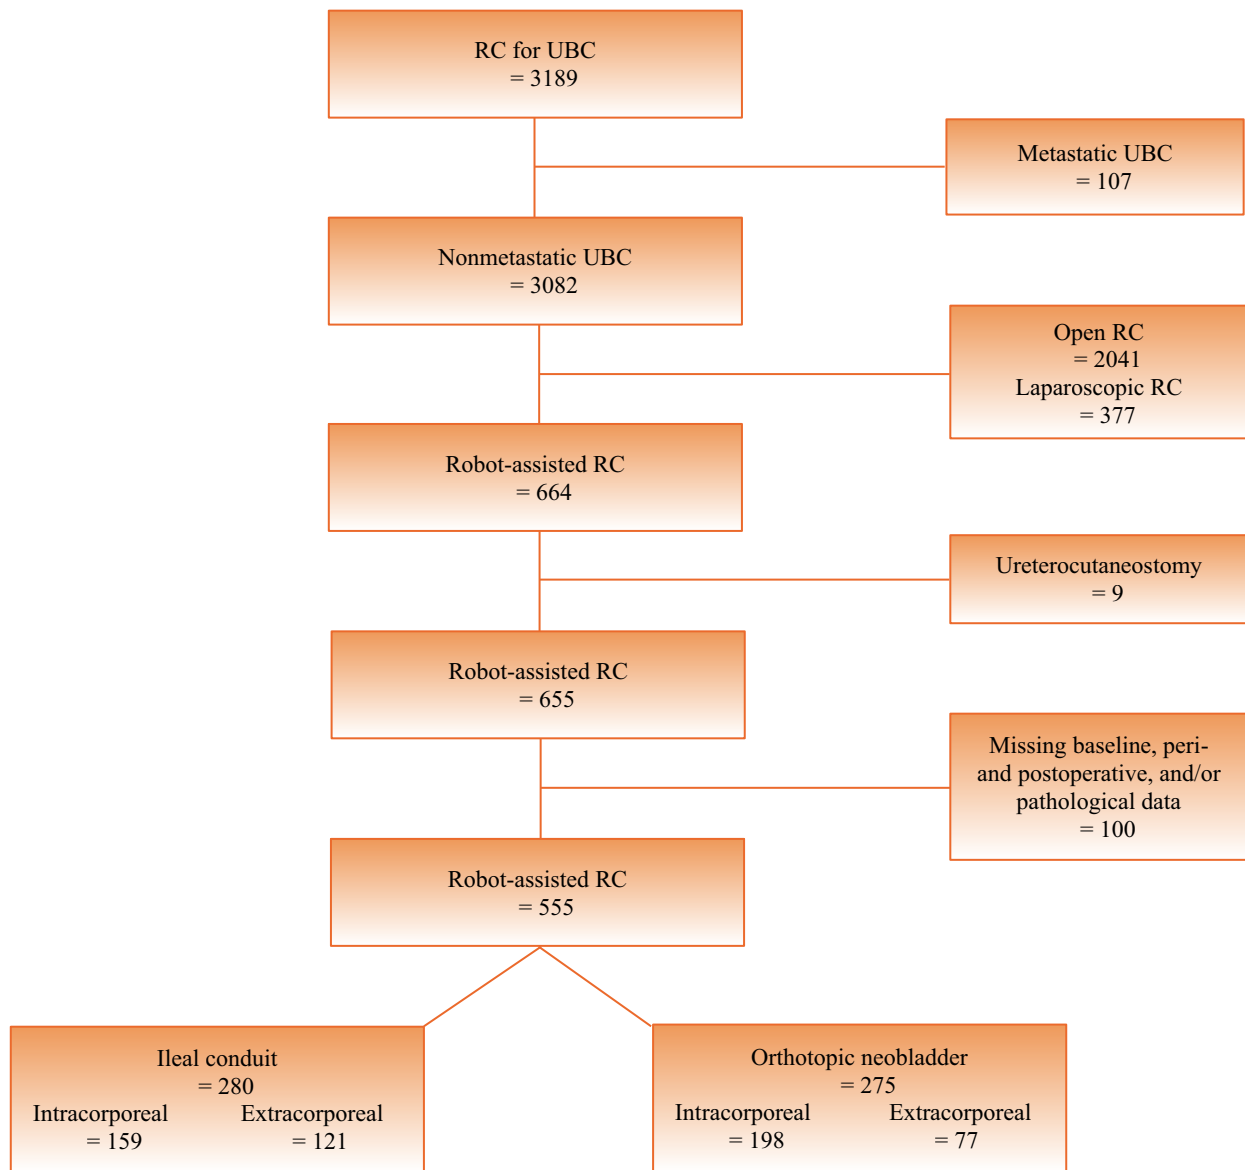 RC for UBC
= 3189
Metastatic UBC
= 107
Nonmetastatic UBC
= 3082
Open RC
= 2041
Laparoscopic RC
= 377
Robot-assisted RC
= 664
Ureterocutaneostomy
= 9
Robot-assisted RC
= 655
Missing baseline, peri-
and postoperative, and/or
pathological data
= 100
Robot-assisted RC
= 555
Ileal conduit
= 280
Intracorporeal Extracorporeal
= 159 = 121
Orthotopic neobladder
= 275
Intracorporeal Extracorporeal
= 198 = 77